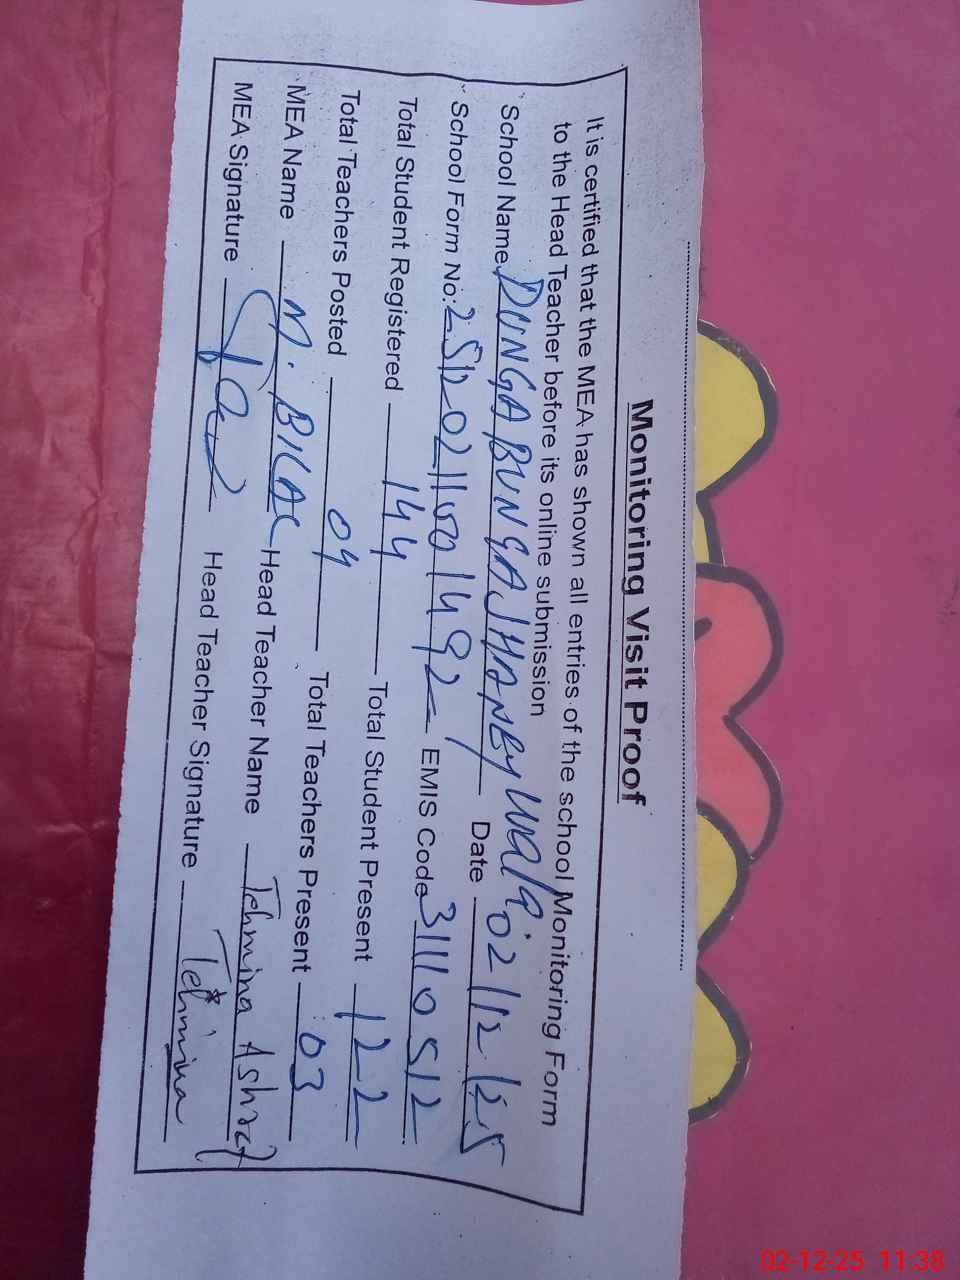 Monitoring Visit Proof
It is certified that the MEA has shown all entries of the school Monitoring Form
to the Head Teacher before its online submission
School Name DUNGA BUNGA JHANEY Wala Date 02/12/25
School Form No: 25120211001492 EMIS Code 31110512
Total Student Registered 144 Total Student Present 122
Total Teachers Posted 04 Total Teachers Present 03
MEA Name M. BILAL Head Teacher Name Tehmina Ashraf
MEA Signature Head Teacher Signature Tehmina
02-12-25 11:38